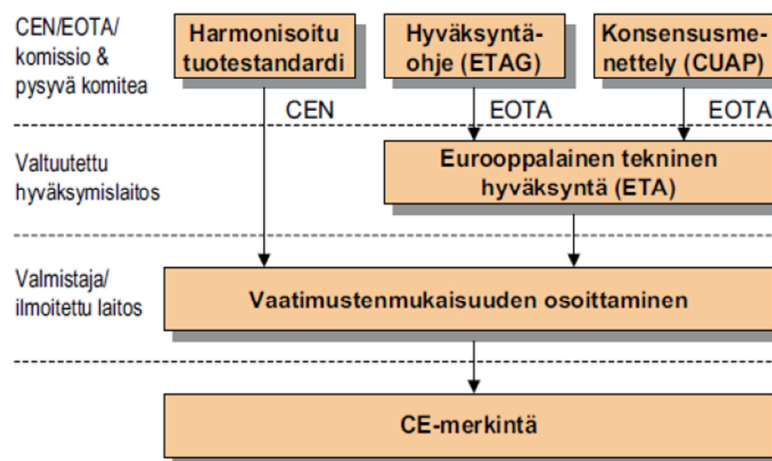 CEN/EOTA/
komissio &
pysyvä komitea
Harmonisoitu
tuotestandardi
Hyväksyntä-
ohje (ETAG)
Konsensusme-
nettely (CUAP)
CEN
EOTA
EOTA
Valtuutettu
hyväksymislaitos
Eurooppalainen tekninen
hyväksyntä (ETA)
Valmistaja/
ilmoitettu laitos
Vaatimustenmukaisuuden osoittaminen
CE-merkintä